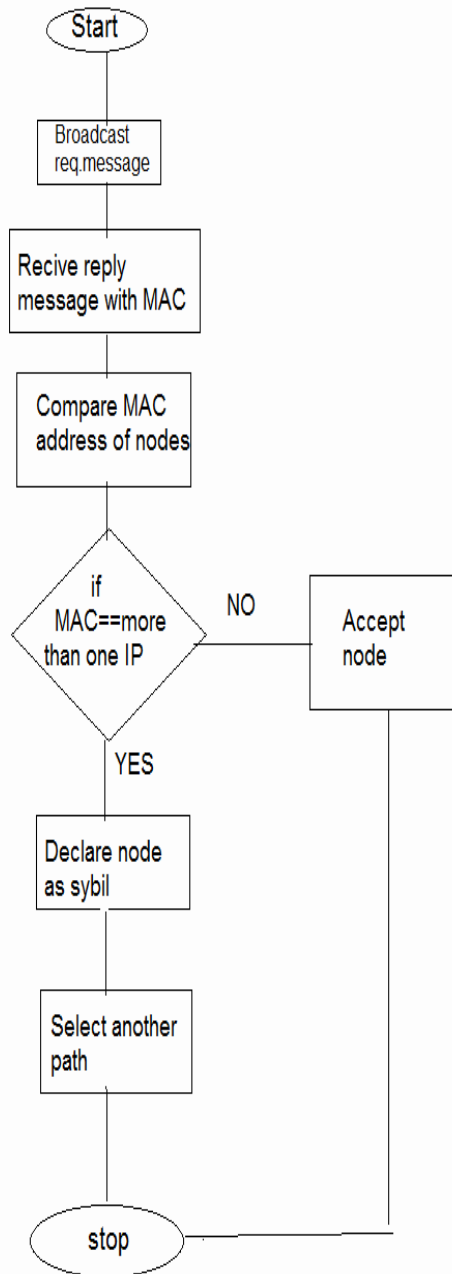 Start
Broadcast
req.message
Recive reply
message with MAC
Compare MAC
address of nodes
if
MAC==more
than one IP
NO
Accept
node
YES
Declare node
as sybil
Select another
path
stop